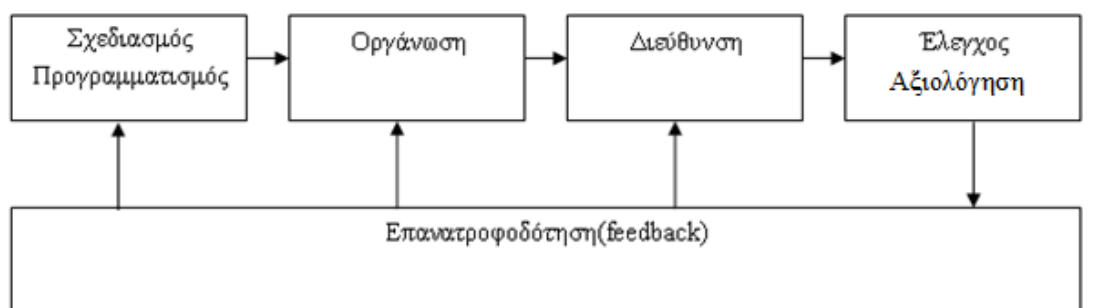 Σχεδιασμός
Προγραμματισμός
Οργάνωση
Διεύθυνση
Έλεγχος
Αξιολόγηση
Επανατροφοδότηση(feedback)